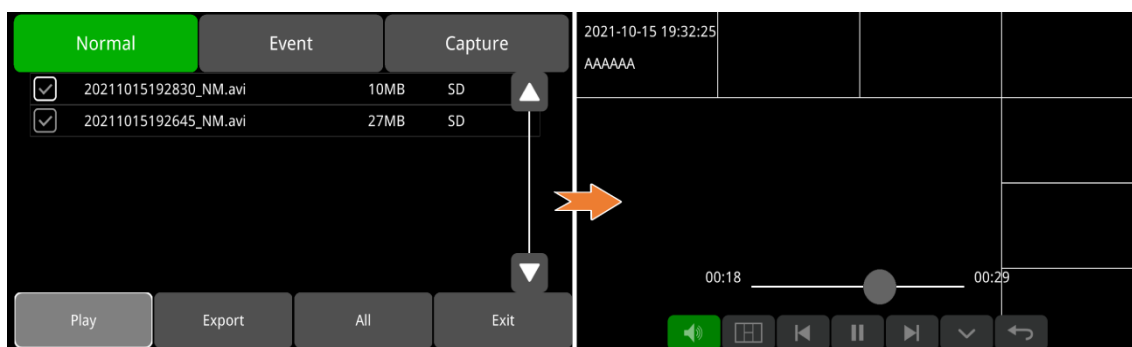 Normal Event Capture
20211015192830_NM.avi 10MB SD
20211015192645_NM.avi 27MB SD
Play Export All Exit
2021-10-15 19:32:25
AAAAAA
00:18 00:29